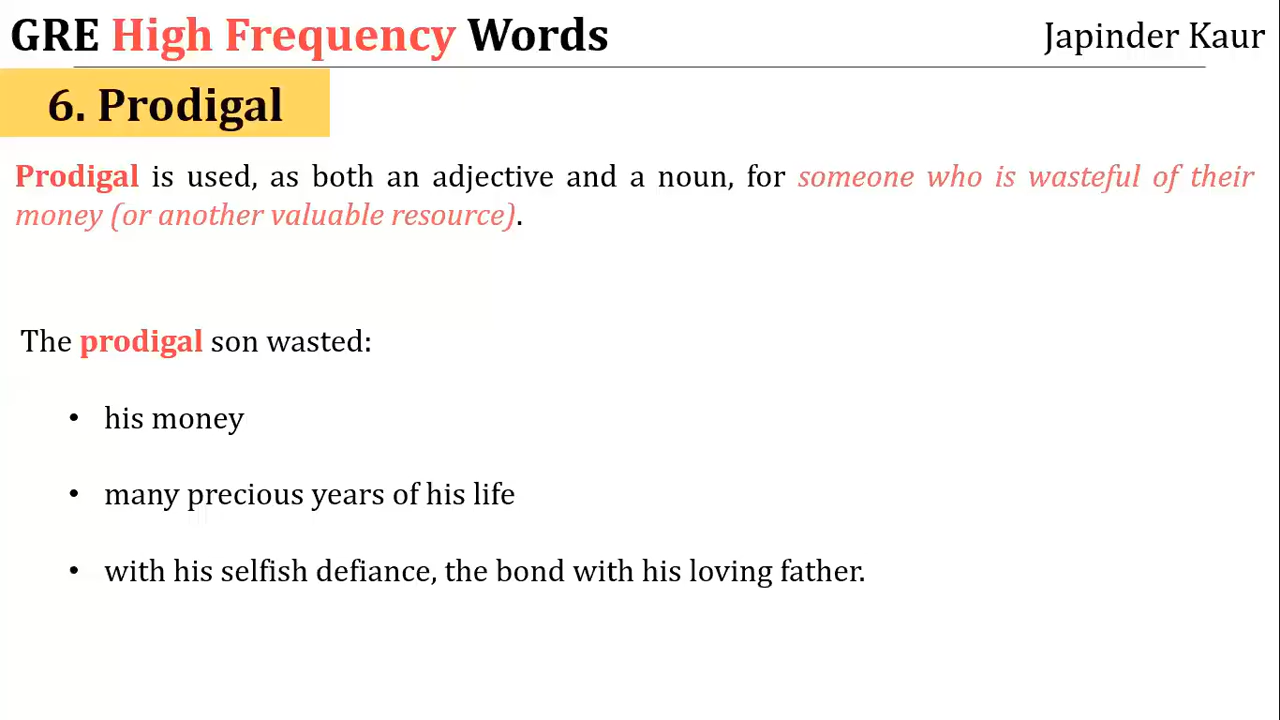 GRE High Frequency Words
Japinder Kaur
6. Prodigal
Prodigal is used, as both an adjective and a noun, for someone who is wasteful of their
money (or another valuable resource).
The prodigal son wasted:
• his money
• many precious years of his life
• with his selfish defiance, the bond with his loving father.